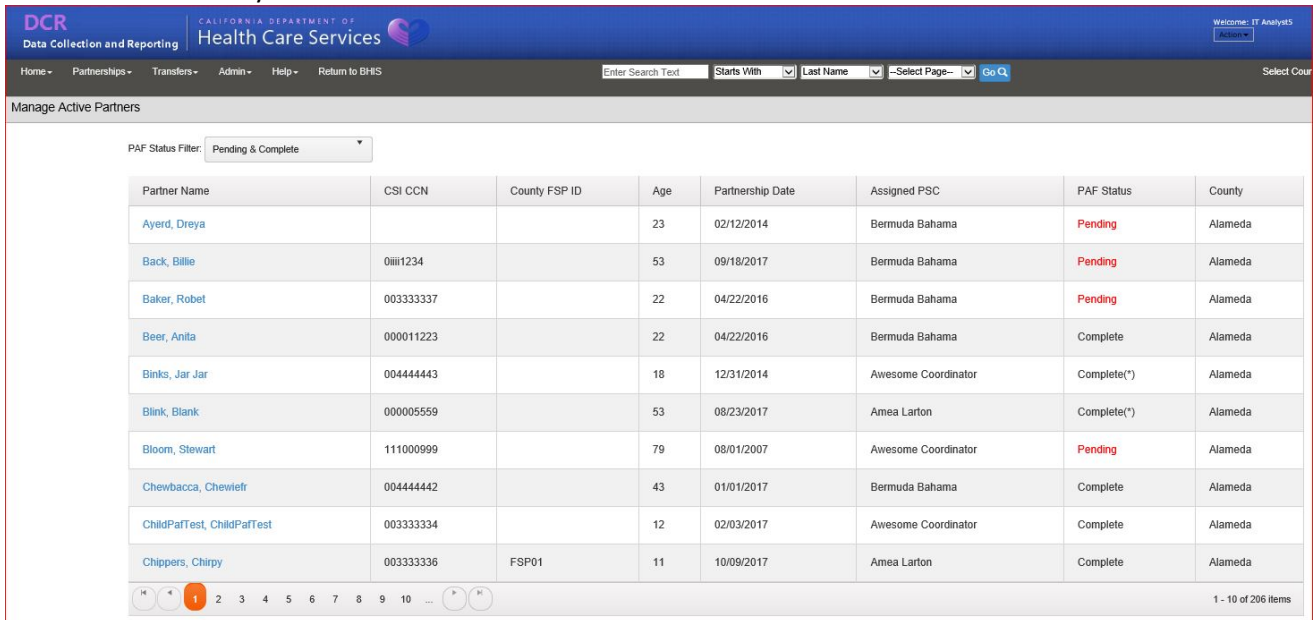 DCR
Data Collection and Reporting
CALIFORNIA DEPARTMENT OF
Health Care Services
Welcome: IT Analyst5
Action
Home Partnerships Transfers Admin Help Return to BHIS Enter Search Text Starts With Last Name --Select Page-- Go Select Cour
Manage Active Partners
PAF Status Filter: Pending & Complete
Partner Name CSI CCN County FSP ID Age Partnership Date Assigned PSC PAF Status County
Ayerd, Dreya 23 02/12/2014 Bermuda Bahama Pending Alameda
Back, Billie 0iiii1234 53 09/18/2017 Bermuda Bahama Pending Alameda
Baker, Robet 003333337 22 04/22/2016 Bermuda Bahama Pending Alameda
Beer, Anita 000011223 22 04/22/2016 Bermuda Bahama Complete Alameda
Binks, Jar Jar 004444443 18 12/31/2014 Awesome Coordinator Complete(*) Alameda
Blink, Blank 000005559 53 08/23/2017 Amea Larton Complete(*) Alameda
Bloom, Stewart 111000999 79 08/01/2007 Awesome Coordinator Pending Alameda
Chewbacca, Chewiefr 004444442 43 01/01/2017 Bermuda Bahama Complete Alameda
ChildPafTest, ChildPafTest 003333334 12 02/03/2017 Awesome Coordinator Complete Alameda
Chippers, Chirpy 003333336 FSP01 11 10/09/2017 Amea Larton Complete Alameda
1 2 3 4 5 6 7 8 9 10 ... 1 - 10 of 206 items